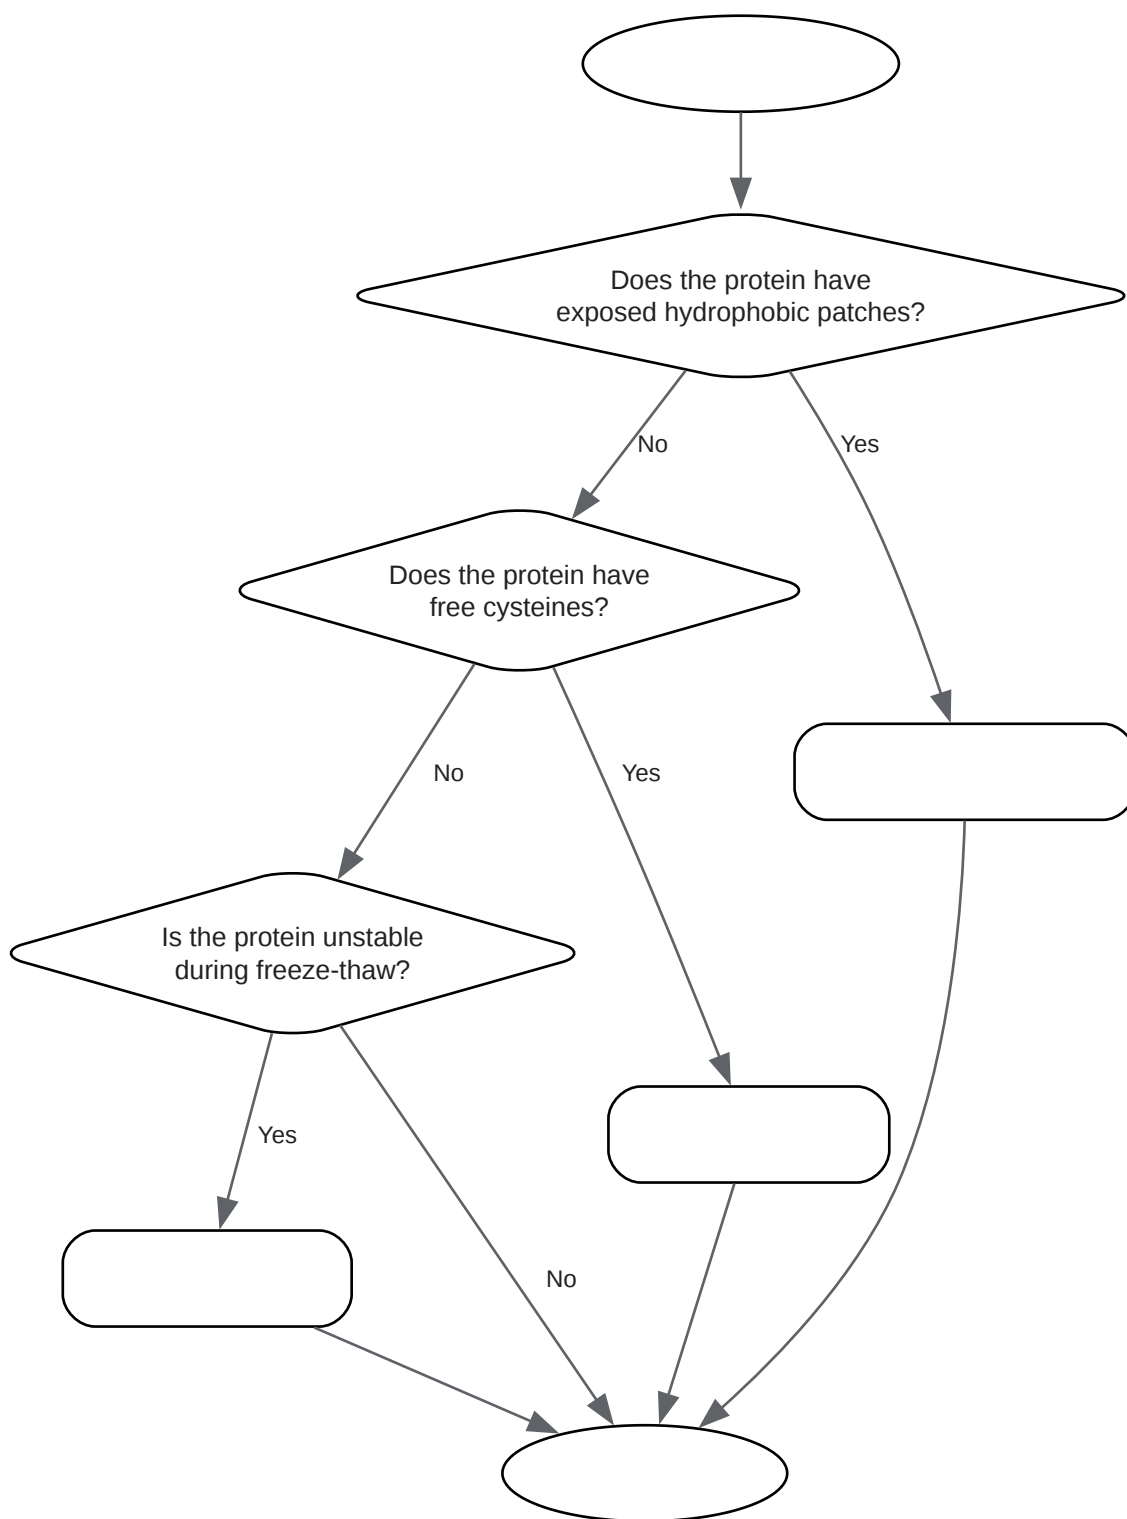 Does the protein have
exposed hydrophobic patches?
No
Yes
Does the protein have
free cysteines?
No
Yes
Is the protein unstable
during freeze-thaw?
Yes
No